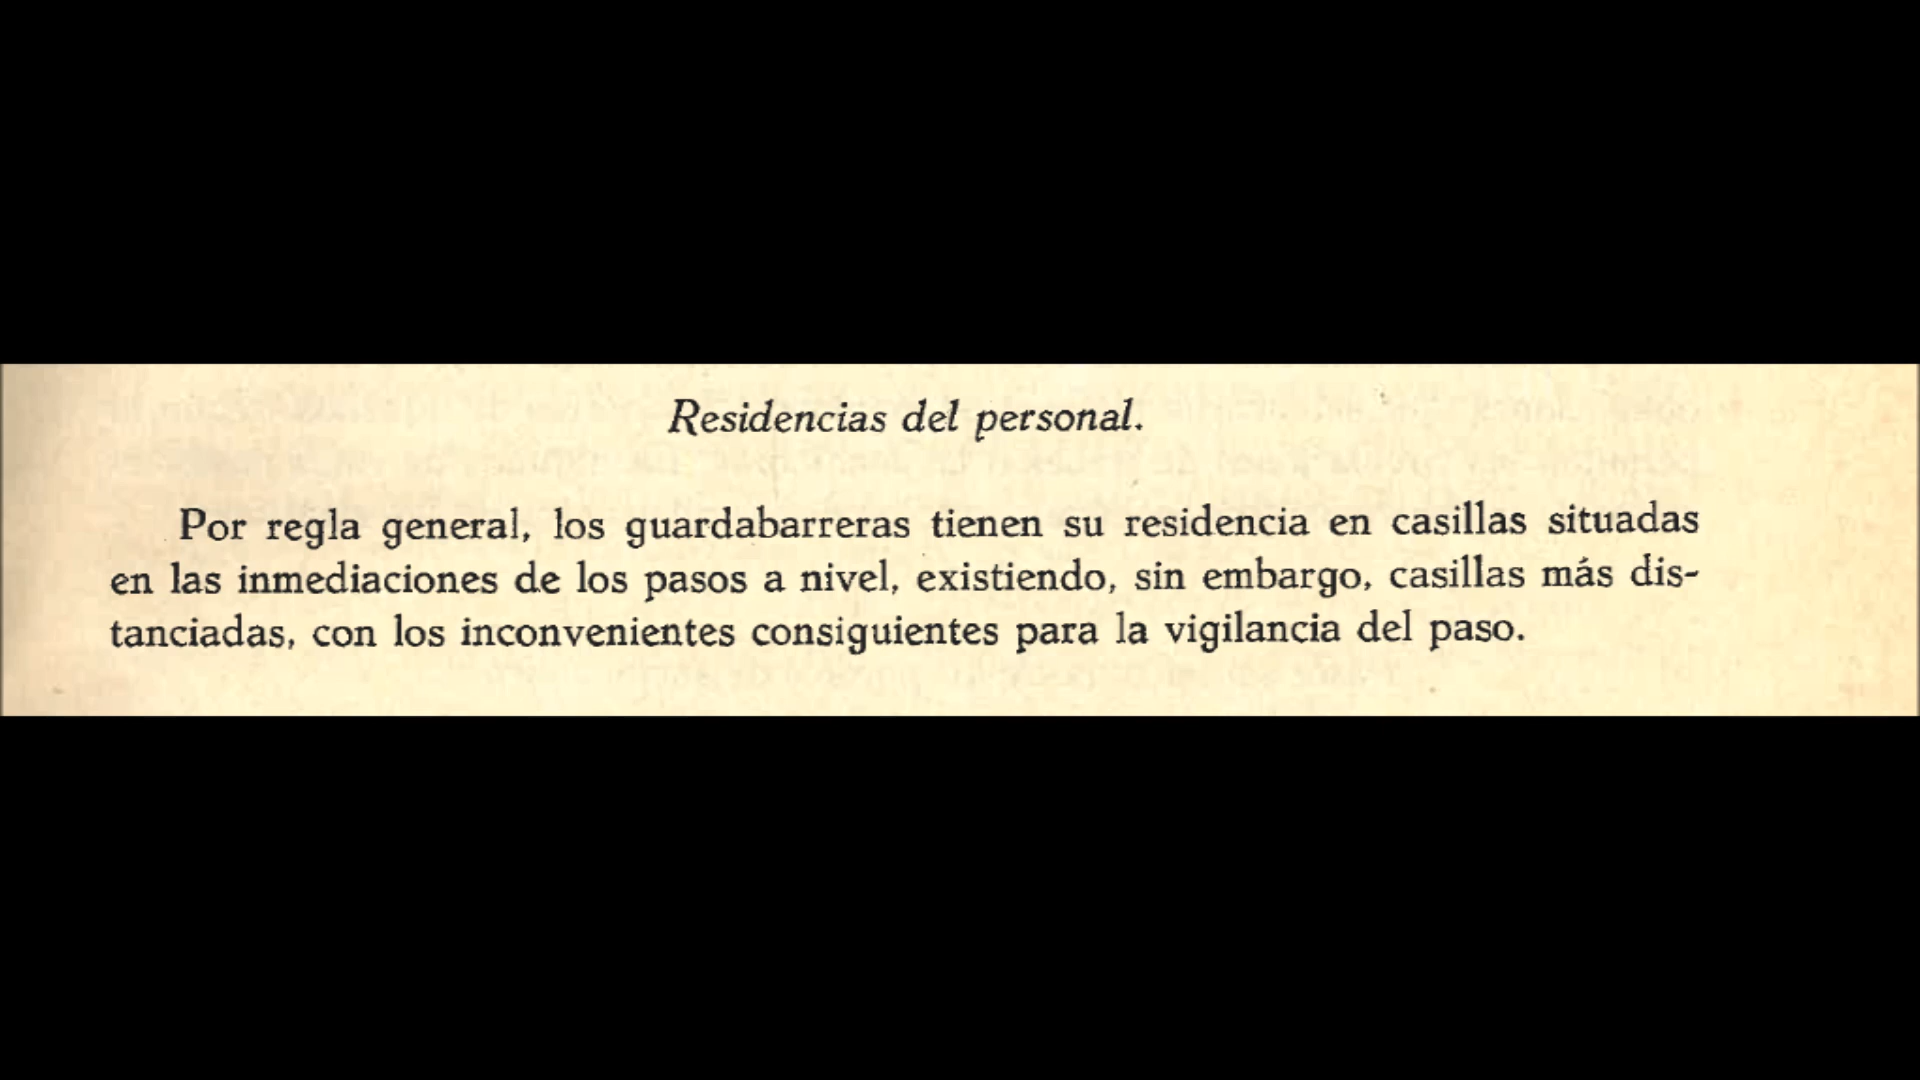 Residencias del personal.
Por regla general, los guardabarreras tienen su residencia en casillas situadas
en las inmediaciones de los pasos a nivel, existiendo, sin embargo, casillas más dis-
tanciadas, con los inconvenientes consiguientes para la vigilancia del paso.